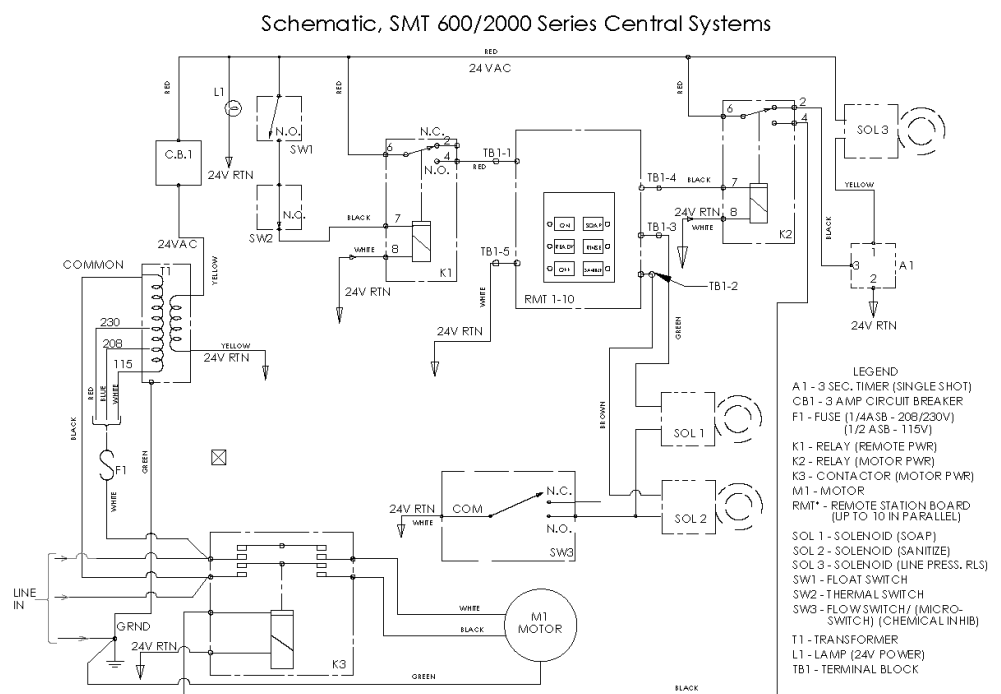 Schematic, SMT 600/2000 Series Central Systems
RED
24 VAC
RED
L1
RED
RED
N.O.
SW1
C.B.1
24V RTN
N.O.
SW2
BLACK
WHITE
N.C.
6
2
4
N.O.
7
8
K1
24V RTN
TB1-1
RED
TB1-5
WHITE
24V RTN
ON
SOAP
READY
RINSE
OFF
SANITIZE
RMT 1-10
TB1-4
BLACK
TB1-3
TB1-2
24V RTN
WHITE
6
2
4
7
8
K2
SOL 3
YELLOW
BLACK
1
3
2
A1
24V RTN
24VAC
COMMON
T1
YELLOW
230
208
115
YELLOW
24V RTN
RED
BLUE
WHITE
BLACK
GREEN
F1
WHITE
GREEN
BROWN
SOL 1
SOL 2
24V RTN
WHITE
COM
N.C.
N.O.
SW3
LINE
IN
GRND
24V RTN
K3
WHITE
BLACK
M1
MOTOR
GREEN
BLACK
LEGEND
A1 - 3 SEC. TIMER (SINGLE SHOT)
CB1 - 3 AMP CIRCUIT BREAKER
F1 - FUSE (1/4ASB - 208/230V)
(1/2 ASB - 115V)
K1 - RELAY (REMOTE PWR)
K2 - RELAY (MOTOR PWR)
K3 - CONTACTOR (MOTOR PWR)
M1 - MOTOR
RMT* - REMOTE STATION BOARD
(UP TO 10 IN PARALLEL)
SOL 1 - SOLENOID (SOAP)
SOL 2 - SOLENOID (SANITIZE)
SOL 3 - SOLENOID (LINE PRESS. RLS)
SW1 - FLOAT SWITCH
SW2 - THERMAL SWITCH
SW3 - FLOW SWITCH/ (MICRO-
SWITCH) (CHEMICAL INHIB)
T1 - TRANSFORMER
L1 - LAMP (24V POWER)
TB1 - TERMINAL BLOCK